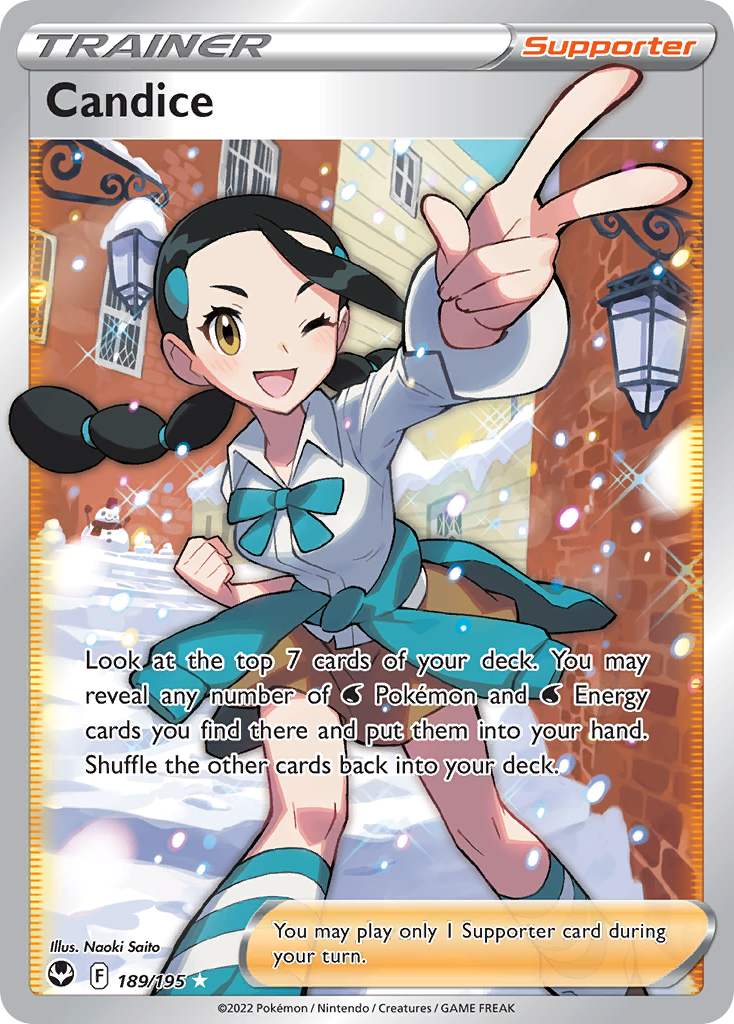 TRAINER
Supporter
Candice
Look at the top 7 cards of your deck. You may
reveal any number of Pokémon and Energy
cards you find there and put them into your hand.
Shuffle the other cards back into your deck.
You may play only 1 Supporter card during
your turn.
Illus. Naoki Saito
F 189/195
©2022 Pokémon / Nintendo / Creatures / GAME FREAK